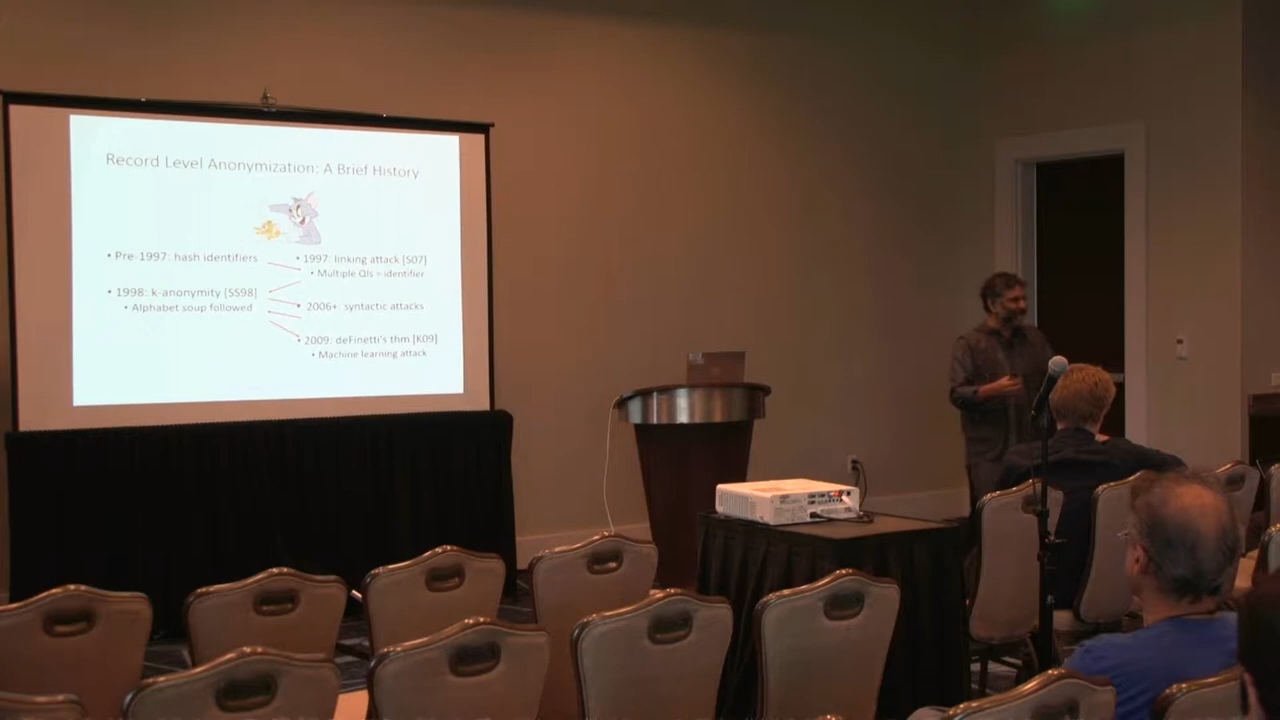 Record Level Anonymization: A Brief History
• Pre-1997: hash identifiers
• 1997: linking attack [S07]
• Multiple QIs = identifier
• 1998: k-anonymity [SS98]
• Alphabet soup followed
• 2006+: syntactic attacks
• 2009: deFinetti's thm [K09]
• Machine learning attack